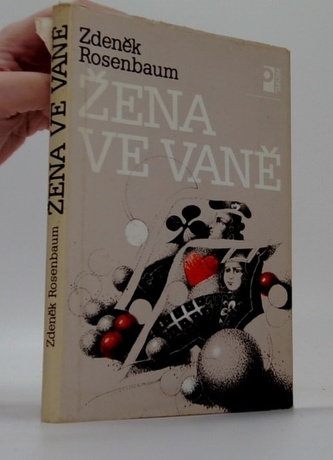 Zdeněk
Rosenbaum
ŽENA
VE VANĚ
Zdeněk Rosenbaum ŽENA VE VANĚ